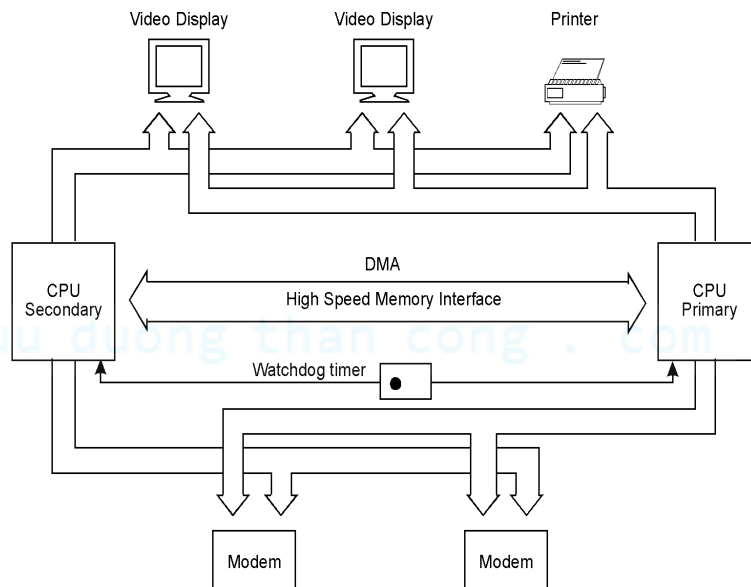 Video Display
Video Display
Printer
CPU
Secondary
DMA
High Speed Memory Interface
CPU
Primary
uu duong than cong . com
Watchdog timer
Modem
Modem